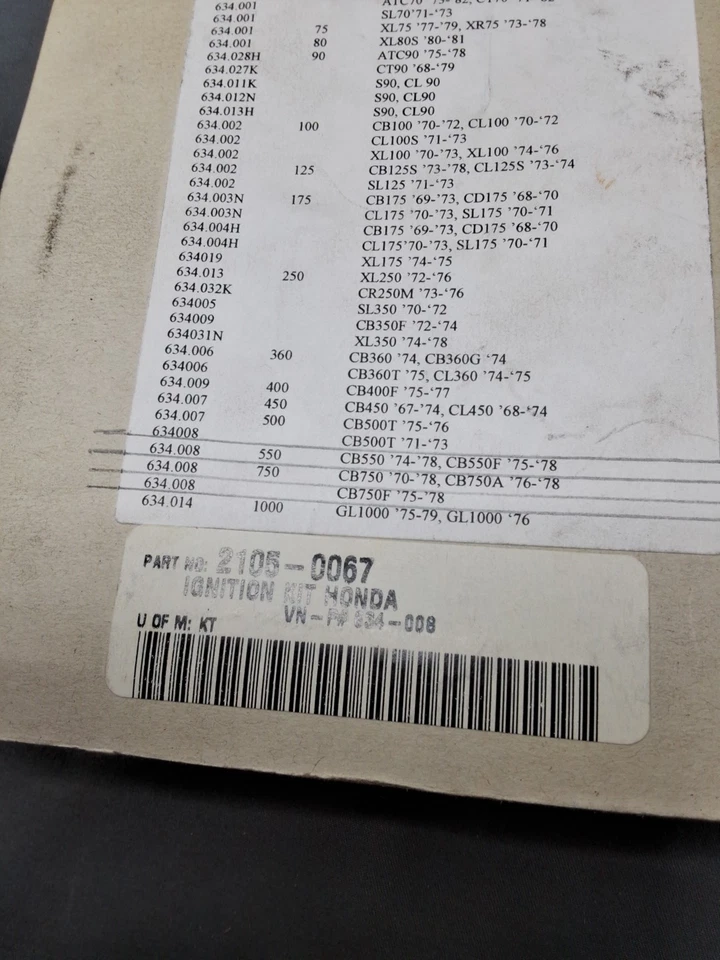 634.001
634.001 SL70'71-'73
634.001 75 XL75 '77-'79, XR75 '73-'78
634.001 80 XL80S '80-'81
634.028H 90 ATC90 '75-'78
634.027K CT90 '68-'79
634.011K S90, CL 90
634.012N S90, CL90
634.013H S90, CL90
634.002 100 CB100 '70-'72, CL100 '70-'72
634.002 CL100S '71-'73
634.002 XL100 '70-'73, XL100 '74-'76
634.002 125 CB125S '73-'78, CL125S '73-'74
634.002 SL125 '71-'73
634.003N 175 CB175 '69-'73, CD175 '68-'70
634.003N CL175 '70-'73, SL175 '70-'71
634.004H CB175 '69-'73, CD175 '68-'70
634.004H CL175'70-'73, SL175 '70-'71
634019 XL175 '74-'75
634.013 250 XL250 '72-'76
634.032K CR250M '73-'76
634005 SL350 '70-'72
634009 CB350F '72-'74
634031N XL350 '74-'78
634.006 360 CB360 '74, CB360G '74
634006 CB360T '75, CL360 '74-'75
634.009 400 CB400F '75-'77
634.007 450 CB450 '67-'74, CL450 '68-'74
634.007 500 CB500T '75-'76
634008 CB500T '71-'73
634.008 550 CB550 '74-'78, CB550F '75-'78
634.008 750 CB750 '70-'78, CB750A '76-'78
634.008 CB750F '75-'78
634.014 1000 GL1000 '75-79, GL1000 '76
PART NO: 2105-0067
IGNITION KIT HONDA
VN-P# 634-008
U OF M: KT